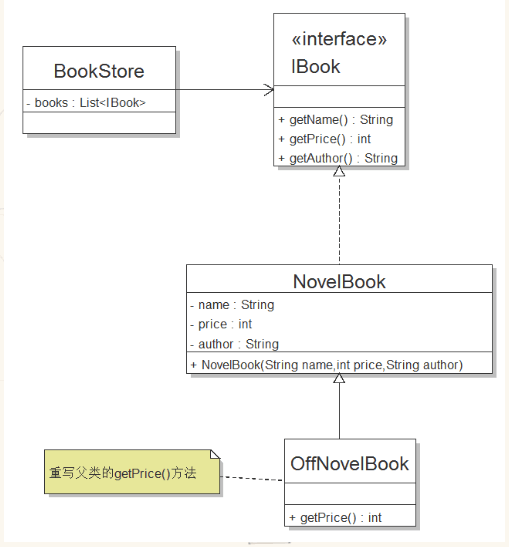 BookStore
- books : List<IBook>
«interface»
IBook
+ getName() : String
+ getPrice() : int
+ getAuthor() : String
NovelBook
- name : String
- price : int
- author : String
+ NovelBook(String name,int price,String author)
重写父类的getPrice()方法
OffNovelBook
+ getPrice() : int